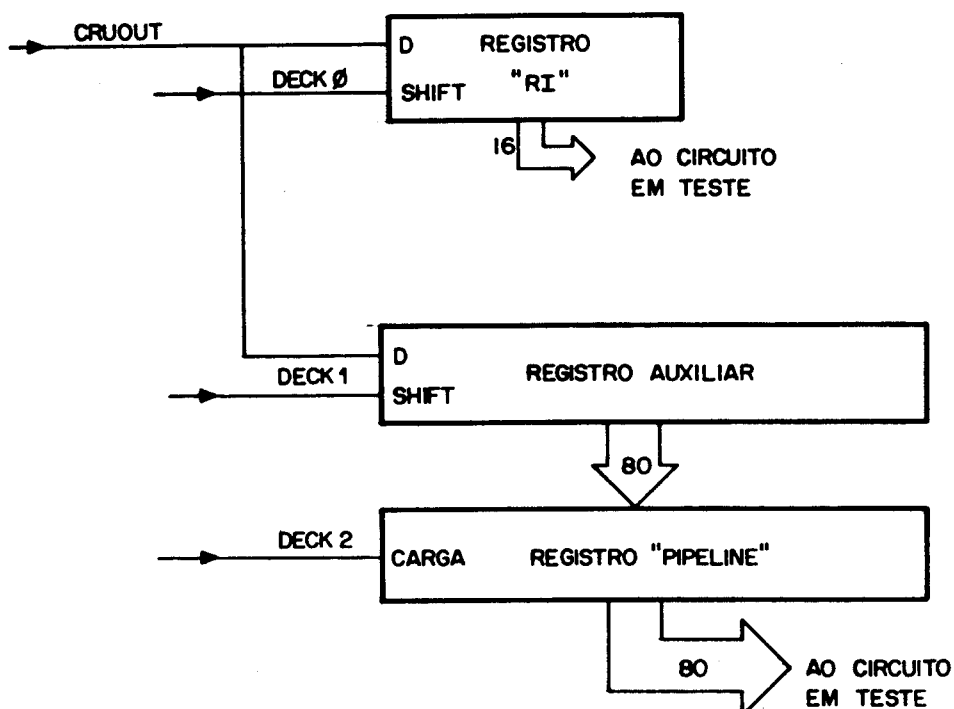 CRUOUT
D
REGISTRO
"RI"
DECK Ø
SHIFT
16
AO CIRCUITO
EM TESTE
D
DECK 1
SHIFT
REGISTRO AUXILIAR
80
DECK 2
CARGA
REGISTRO "PIPELINE"
80
AO CIRCUITO
EM TESTE